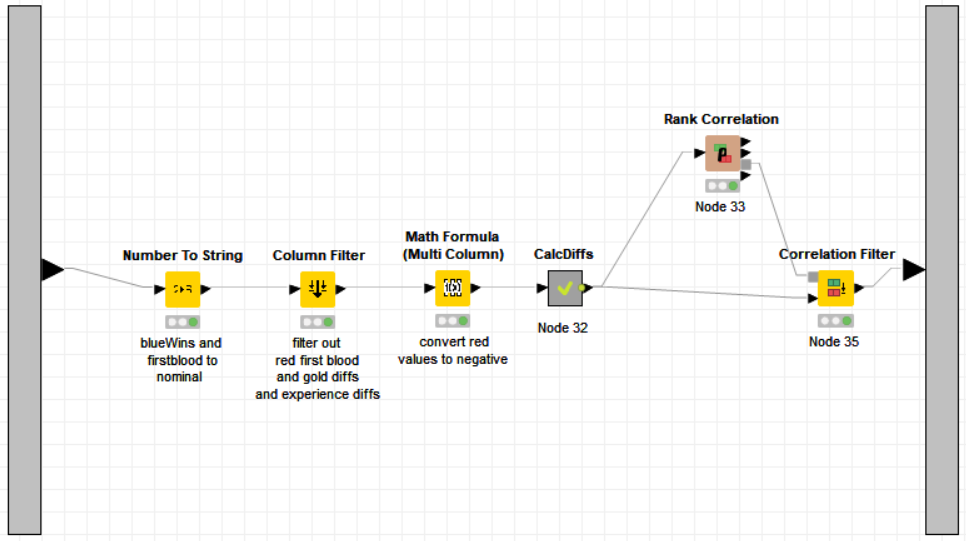 Rank Correlation
Node 33
Number To String
blueWins and
firstblood to
nominal
Column Filter
filter out
red first blood
and gold diffs
and experience diffs
Math Formula
(Multi Column)
convert red
values to negative
CalcDiffs
Node 32
Correlation Filter
Node 35